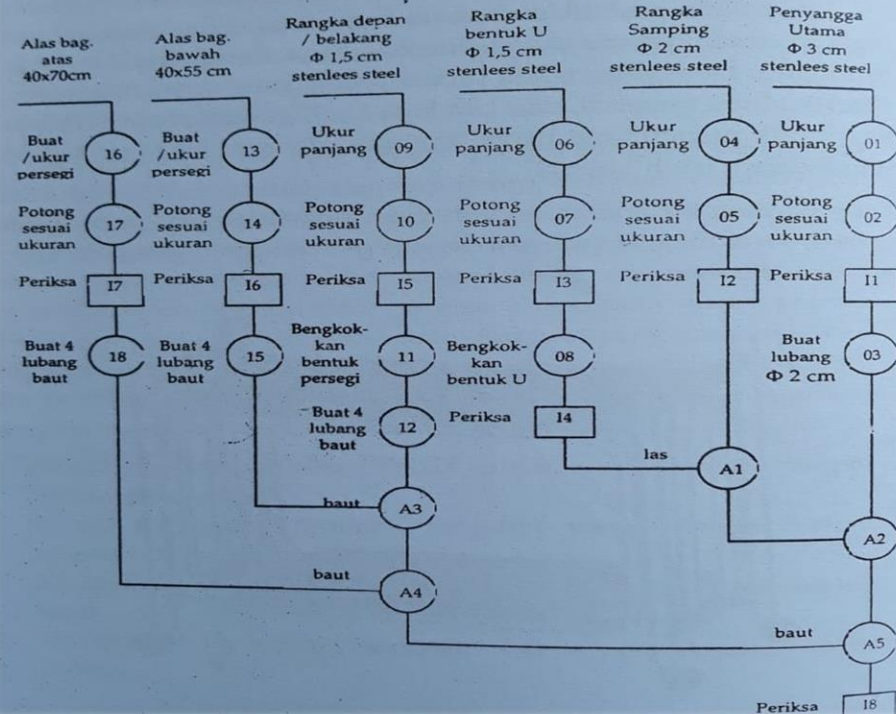 Alas bag.
atas
40x70cm
Alas bag.
bawah
40x55 cm
Rangka depan
/ belakang
Φ 1,5 cm
stenlees steel
Rangka
bentuk U
Φ 1,5 cm
stenlees steel
Rangka
Samping
Φ 2 cm
stenlees steel
Penyangga
Utama
Φ 3 cm
stenlees steel
Buat
/ukur
persegi
16
Buat
/ukur
persegi
13
Ukur
panjang
09
Ukur
panjang
06
Ukur
panjang
04
Ukur
panjang
01
Potong
sesuai
ukuran
17
Potong
sesuai
ukuran
14
Potong
sesuai
ukuran
10
Potong
sesuai
ukuran
07
Potong
sesuai
ukuran
05
Potong
sesuai
ukuran
02
Periksa
I7
Periksa
I6
Periksa
I5
Periksa
I3
Periksa
I2
Periksa
I1
Buat 4
lubang
baut
18
Buat 4
lubang
baut
15
Bengkok-
kan
bentuk
persegi
11
Bengkok-
kan
bentuk U
08
Buat
lubang
Φ 2 cm
03
Buat 4
lubang
baut
12
Periksa
I4
las
A1
baut
A3
A2
baut
A4
baut
A5
Periksa
I8